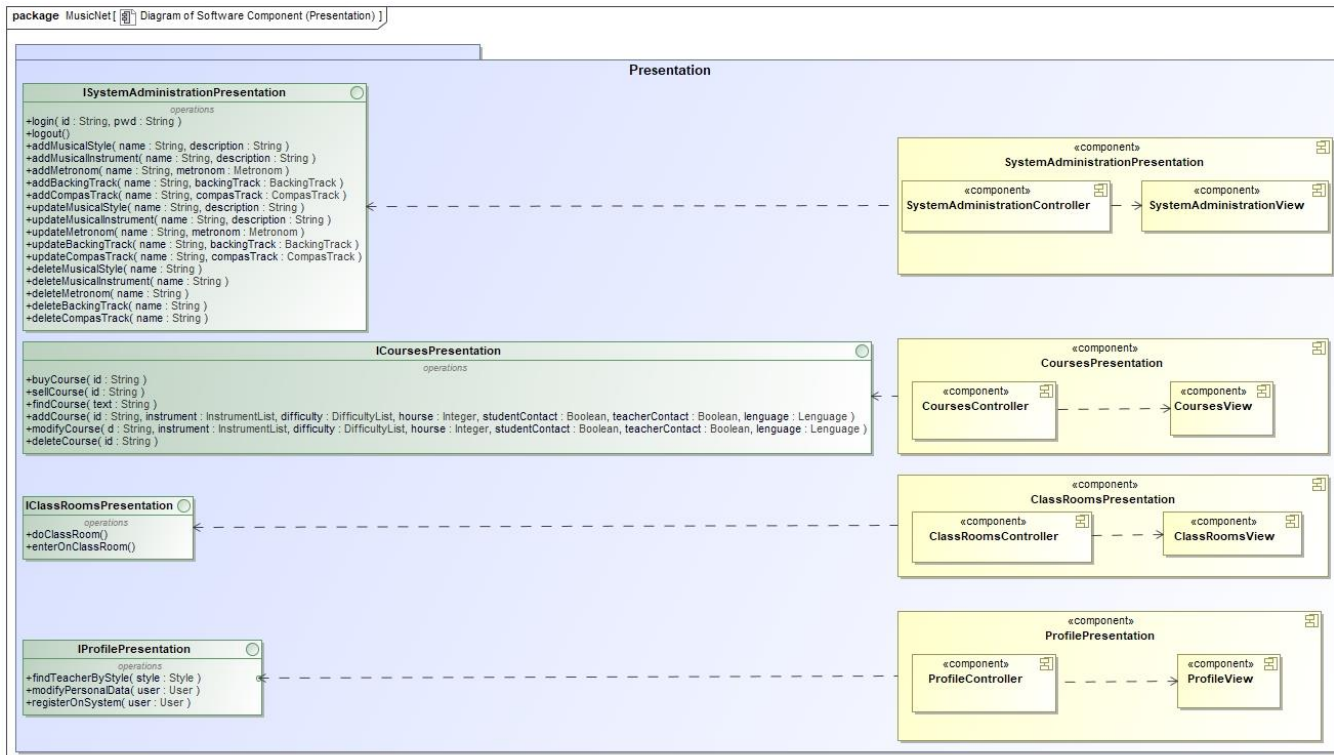 package MusicNet [ Diagram of Software Component (Presentation) ]
Presentation
ISystemAdministrationPresentation
operations
+login( id : String, pwd : String )
+logout()
+addMusicalStyle( name : String, description : String )
+addMusicalInstrument( name : String, description : String )
+addMetronom( name : String, metronom : Metronom )
+addBackingTrack( name : String, backingTrack : BackingTrack )
+addCompasTrack( name : String, compasTrack : CompasTrack )
+updateMusicalStyle( name : String, description : String )
+updateMusicalInstrument( name : String, description : String )
+updateMetronom( name : String, metronom : Metronom )
+updateBackingTrack( name : String, backingTrack : BackingTrack )
+updateCompasTrack( name : String, compasTrack : CompasTrack )
+deleteMusicalStyle( name : String )
+deleteMusicalInstrument( name : String )
+deleteMetronom( name : String )
+deleteBackingTrack( name : String )
+deleteCompasTrack( name : String )
«component»
SystemAdministrationPresentation
«component»
SystemAdministrationController
«component»
SystemAdministrationView
ICoursesPresentation
operations
+buyCourse( id : String )
+sellCourse( id : String )
+findCourse( text : String )
+addCourse( id : String, instrument : InstrumentList, difficulty : DifficultyList, hourse : Integer, studentContact : Boolean, teacherContact : Boolean, lenguage : Lenguage )
+modifyCourse( d : String, instrument : InstrumentList, difficulty : DifficultyList, hourse : Integer, studentContact : Boolean, teacherContact : Boolean, lenguage : Lenguage )
+deleteCourse( id : String )
«component»
CoursesPresentation
«component»
CoursesController
«component»
CoursesView
IClassRoomsPresentation
operations
+doClassRoom()
+enterOnClassRoom()
«component»
ClassRoomsPresentation
«component»
ClassRoomsController
«component»
ClassRoomsView
IProfilePresentation
operations
+findTeacherByStyle( style : Style )
+modifyPersonalData( user : User )
+registerOnSystem( user : User )
«component»
ProfilePresentation
«component»
ProfileController
«component»
ProfileView